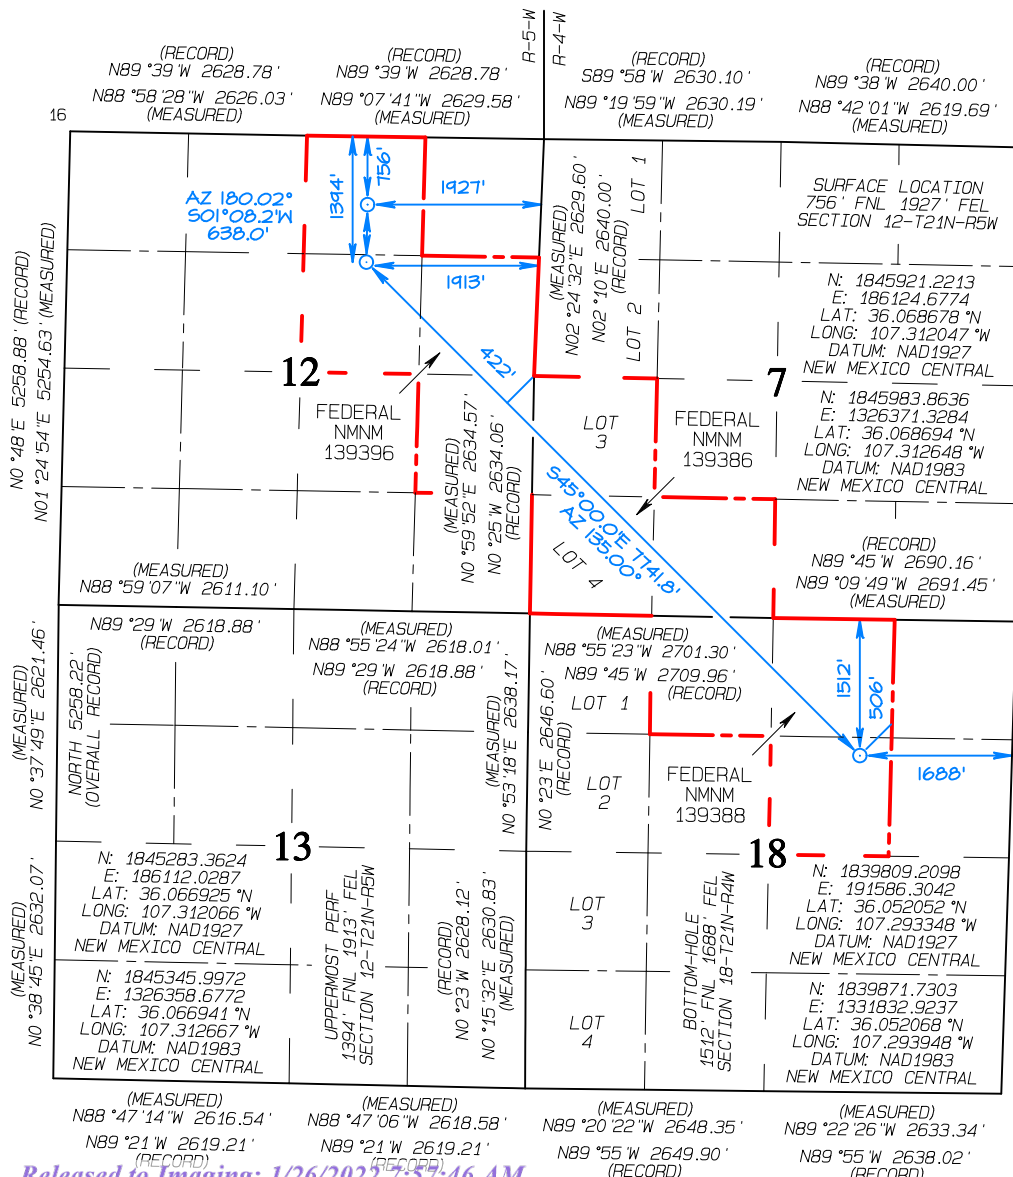 R-5-W
R-4-W
(RECORD)
N89°39'W 2628.78'
N88°58'28"W 2626.03'
(MEASURED)
(RECORD)
N89°39'W 2628.78'
N89°07'41"W 2629.58'
(MEASURED)
(RECORD)
S89°58'W 2630.10'
N89°19'59"W 2630.19'
(MEASURED)
(RECORD)
N89°38'W 2640.00'
N88°42'01"W 2619.69'
(MEASURED)
16
AZ 180.02°
S01°08.2'W
638.0'
1394'
756'
1927'
1913'
(MEASURED)
N02°24'32"E 2629.60'
N02°10'E 2640.00'
(RECORD)
LOT 1
LOT 2
SURFACE LOCATION
756' FNL 1927' FEL
SECTION 12-T21N-R5W
N: 1845921.2213
E: 186124.6774
LAT: 36.068678°N
LONG: 107.312047°W
DATUM: NAD1927
NEW MEXICO CENTRAL
N: 1845983.8636
E: 1326371.3284
LAT: 36.068694°N
LONG: 107.312648°W
DATUM: NAD1983
NEW MEXICO CENTRAL
N0°48'E 5258.88' (RECORD)
N01°24'54"E 5254.63' (MEASURED)
12
7
422'
FEDERAL
NMNM
139396
LOT
3
FEDERAL
NMNM
139386
(MEASURED)
N0°59'52"E 2634.57'
N0°25'W 2634.06'
(RECORD)
S45°00.0'E 7741.8'
AZ 135.00°
LOT 4
(MEASURED)
N88°59'07"W 2611.10'
(RECORD)
N89°45'W 2690.16'
N89°09'49"W 2691.45'
(MEASURED)
N89°29'W 2618.88'
(RECORD)
(MEASURED)
N88°55'24"W 2618.01'
N89°29'W 2618.88'
(RECORD)
(MEASURED)
N88°55'23"W 2701.30'
N89°45'W 2709.96'
(RECORD)
(MEASURED)
N0°37'49"E 2621.46'
NORTH 5258.22'
(OVERALL RECORD)
(MEASURED)
N0°53'18"E 2638.17'
N0°23'E 2646.60'
(RECORD)
LOT 1
LOT
2
1512'
506'
1688'
FEDERAL
NMNM
139388
13
18
(MEASURED)
N0°38'45"E 2632.07'
N: 1845283.3624
E: 186112.0287
LAT: 36.066925°N
LONG: 107.312066°W
DATUM: NAD1927
NEW MEXICO CENTRAL
N: 1845345.9972
E: 1326358.6772
LAT: 36.066941°N
LONG: 107.312667°W
DATUM: NAD1983
NEW MEXICO CENTRAL
UPPERMOST PERF
1394' FNL 1913' FEL
SECTION 12-T21N-R5W
(RECORD)
N0°23'W 2628.12'
N0°15'32"E 2630.83'
(MEASURED)
LOT
3
LOT
4
BOTTOM-HOLE
1512' FNL 1688' FEL
SECTION 18-T21N-R4W
N: 1839809.2098
E: 191586.3042
LAT: 36.052052°N
LONG: 107.293348°W
DATUM: NAD1927
NEW MEXICO CENTRAL
N: 1839871.7303
E: 1331832.9237
LAT: 36.052068°N
LONG: 107.293948°W
DATUM: NAD1983
NEW MEXICO CENTRAL
(MEASURED)
N88°47'14"W 2616.54'
N89°21'W 2619.21'
(RECORD)
(MEASURED)
N88°47'06"W 2618.58'
N89°21'W 2619.21'
(RECORD)
(MEASURED)
N89°20'22"W 2648.35'
N89°55'W 2649.90'
(RECORD)
(MEASURED)
N89°22'26"W 2633.34'
N89°55'W 2638.02'
(RECORD)
Released to Imaging: 1/26/2022 7:57:46 AM